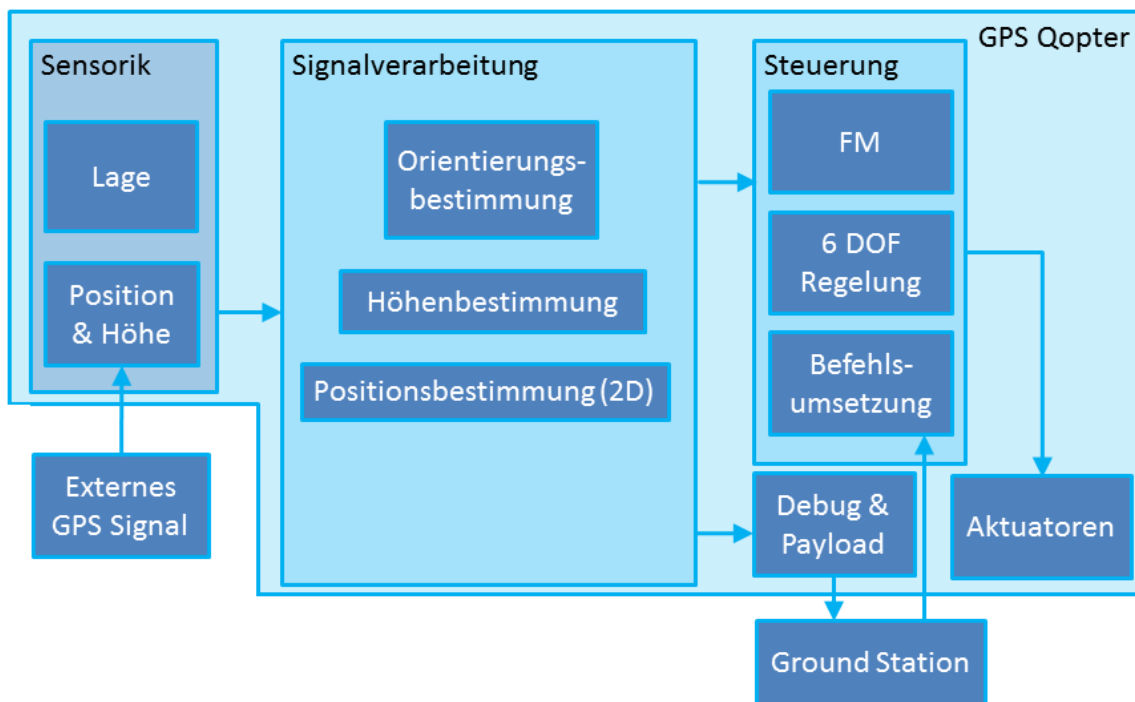 GPS Qopter
Sensorik
Lage
Position
& Höhe
Externes
GPS Signal
Signalverarbeitung
Orientierungs-
bestimmung
Höhenbestimmung
Positionsbestimmung (2D)
Steuerung
FM
6 DOF
Regelung
Befehls-
umsetzung
Debug &
Payload
Aktuatoren
Ground Station